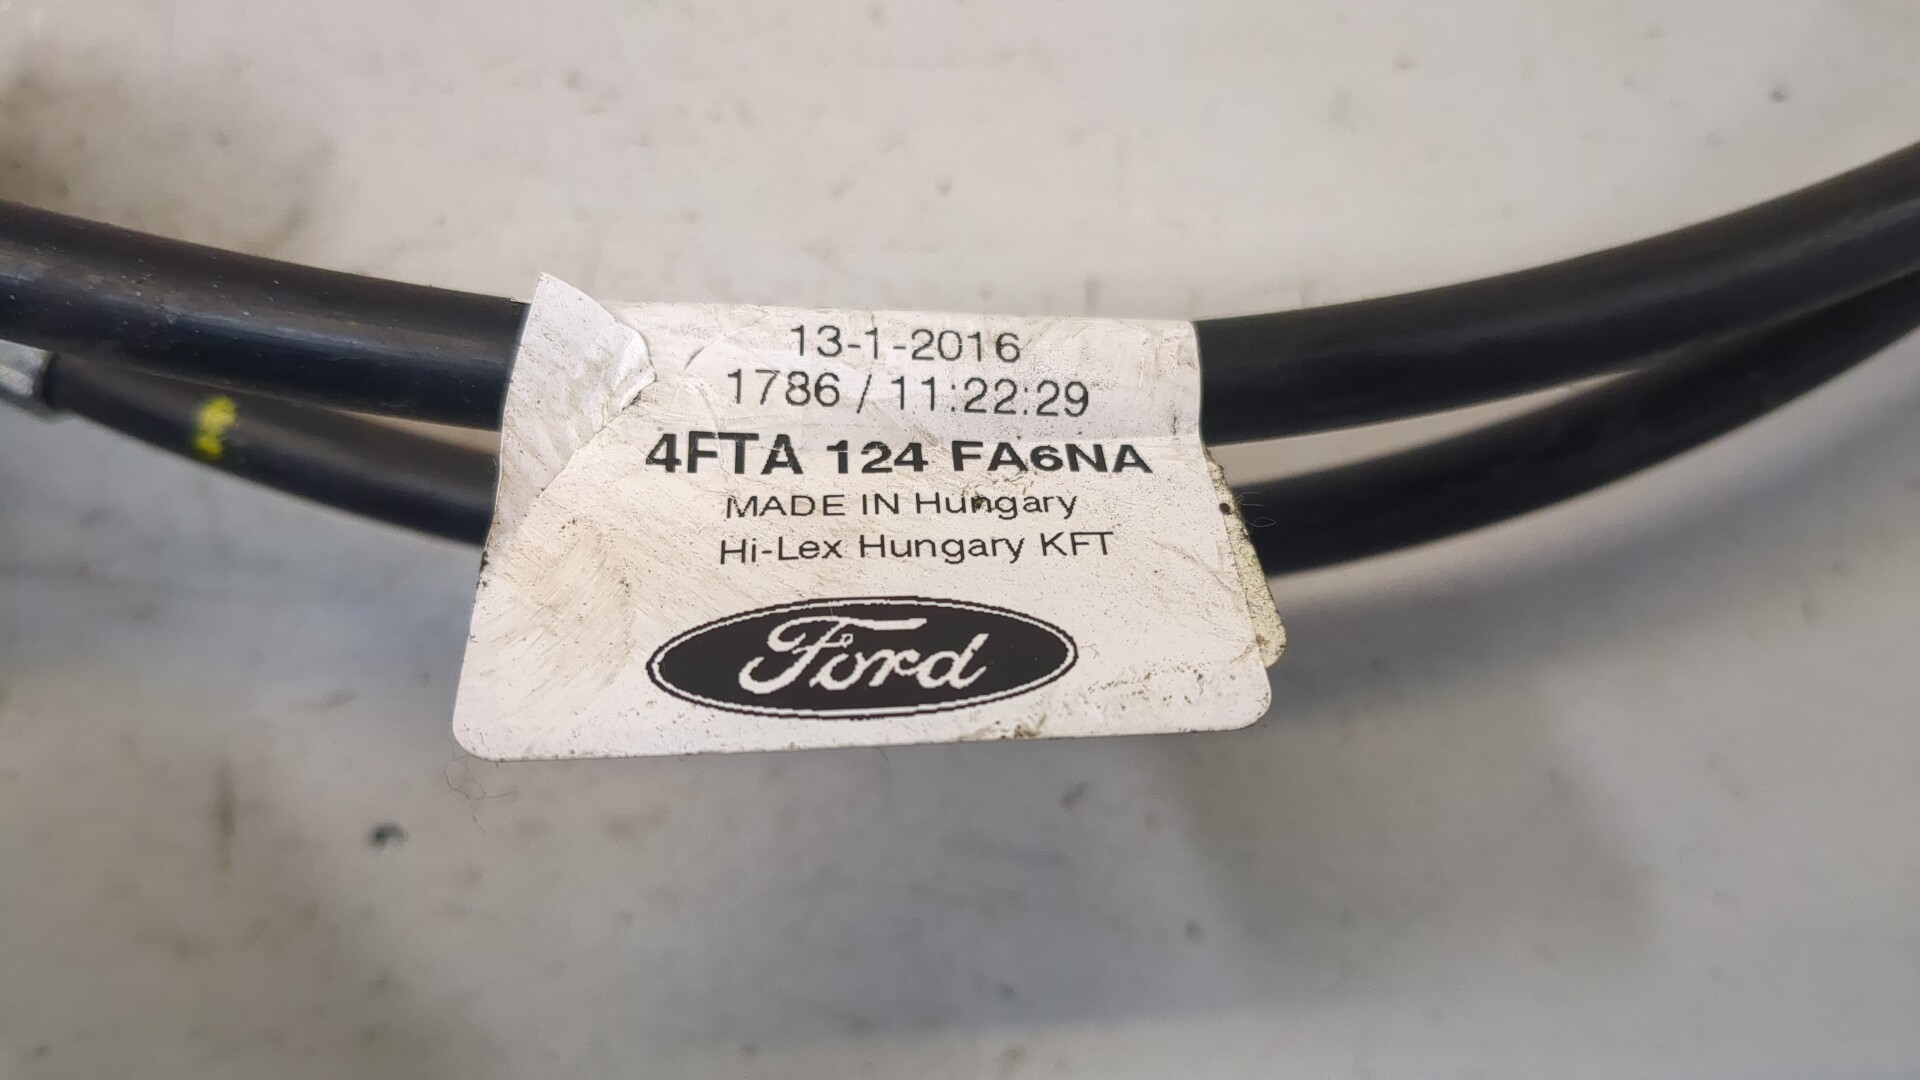 13-1-2016
1786 / 11:22:29
4FTA 124 FA6NA
MADE IN Hungary
Hi-Lex Hungary KFT
Ford